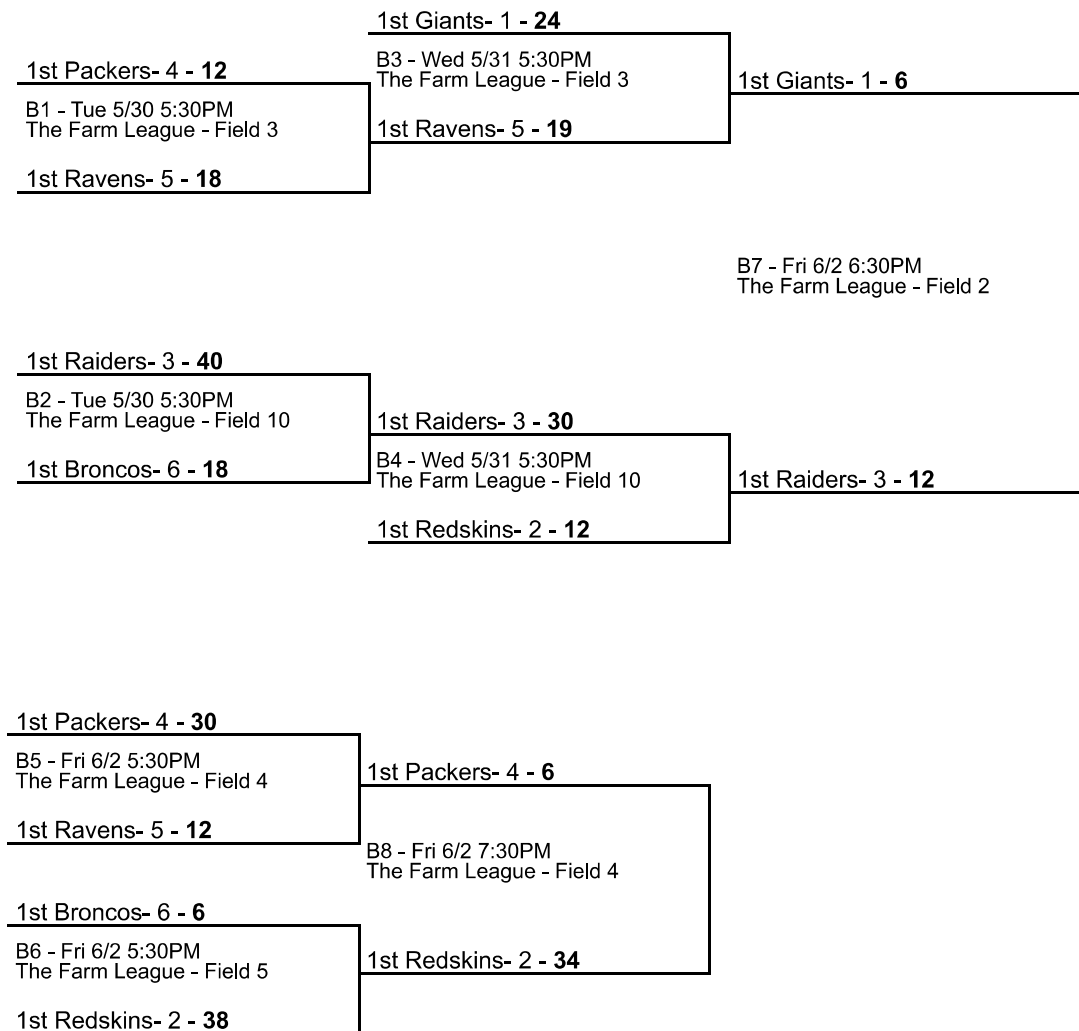 1st Giants- 1 - 24
1st Packers- 4 - 12
B3 - Wed 5/31 5:30PM
The Farm League - Field 3
1st Giants- 1 - 6
B1 - Tue 5/30 5:30PM
The Farm League - Field 3
1st Ravens- 5 - 19
1st Ravens- 5 - 18
B7 - Fri 6/2 6:30PM
The Farm League - Field 2
1st Raiders- 3 - 40
B2 - Tue 5/30 5:30PM
The Farm League - Field 10
1st Raiders- 3 - 30
1st Broncos- 6 - 18
B4 - Wed 5/31 5:30PM
The Farm League - Field 10
1st Raiders- 3 - 12
1st Redskins- 2 - 12
1st Packers- 4 - 30
B5 - Fri 6/2 5:30PM
The Farm League - Field 4
1st Packers- 4 - 6
1st Ravens- 5 - 12
B8 - Fri 6/2 7:30PM
The Farm League - Field 4
1st Broncos- 6 - 6
B6 - Fri 6/2 5:30PM
The Farm League - Field 5
1st Redskins- 2 - 34
1st Redskins- 2 - 38